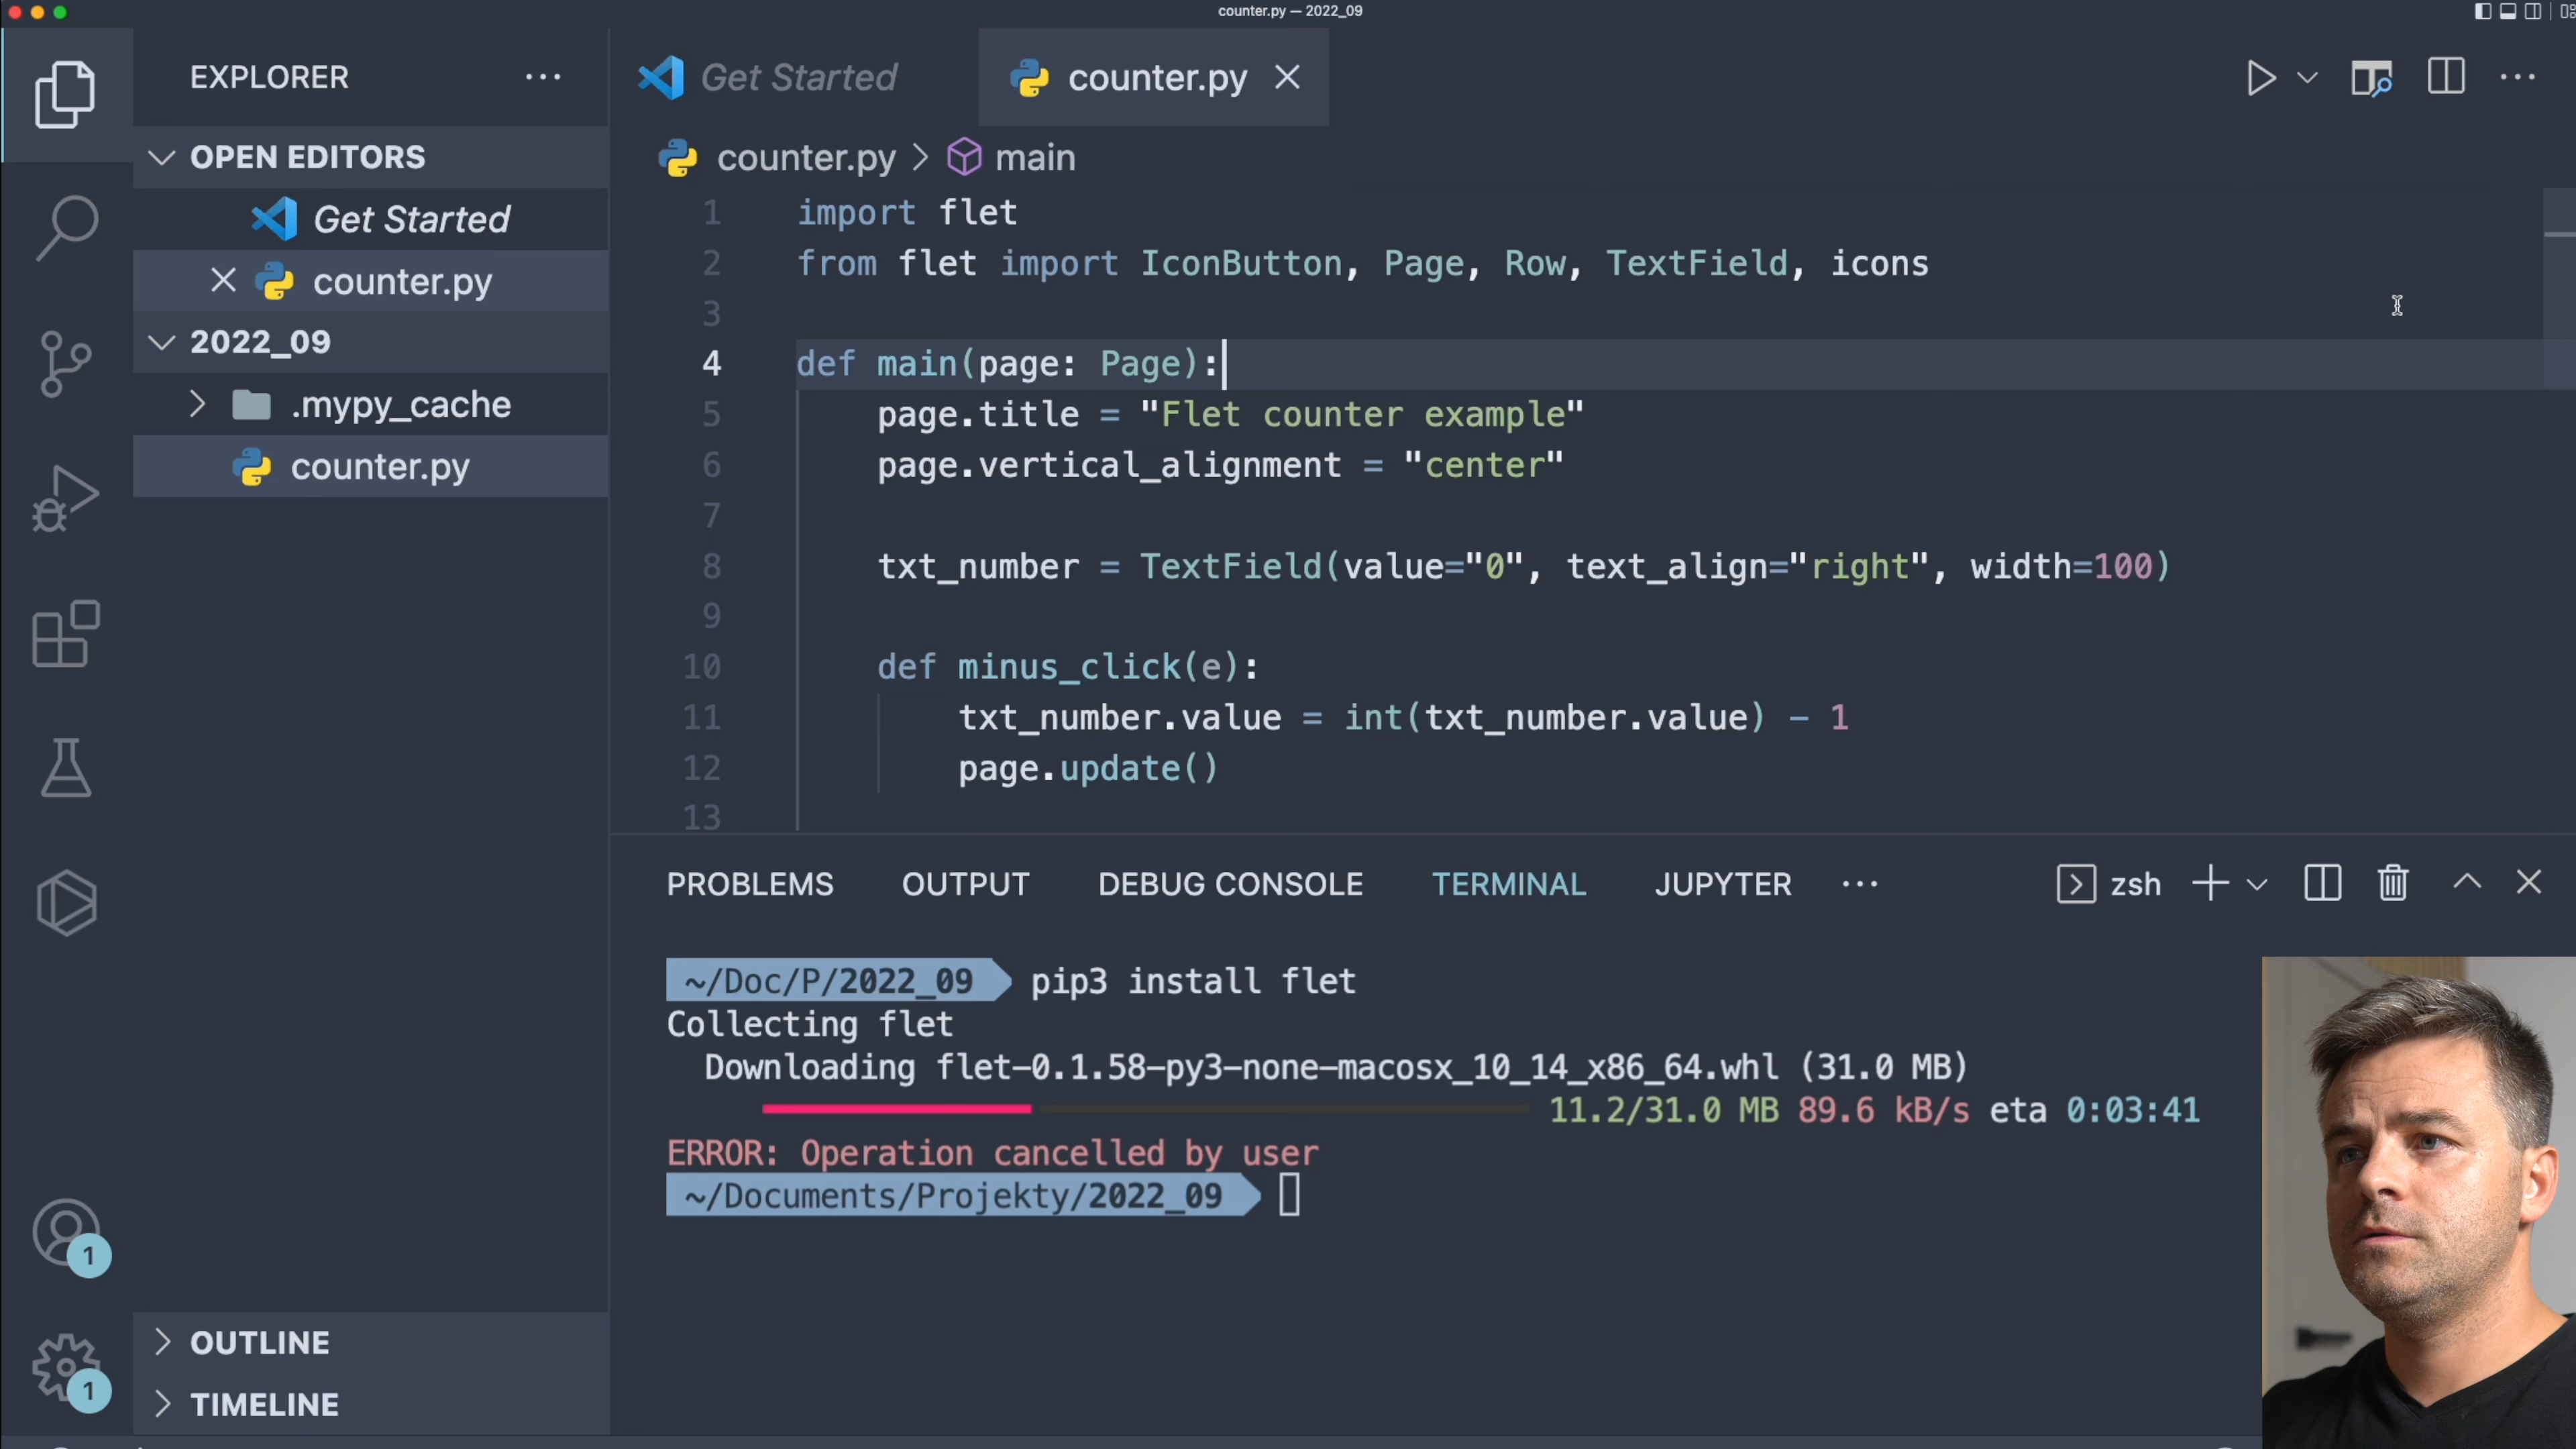 counter.py — 2022_09
EXPLORER
OPEN EDITORS
Get Started
counter.py
2022_09
.mypy_cache
counter.py
OUTLINE
TIMELINE
1
1
Get Started
counter.py
counter.py > main
1 import flet
2 from flet import IconButton, Page, Row, TextField, icons
3
4 def main(page: Page):
5 page.title = "Flet counter example"
6 page.vertical_alignment = "center"
7
8 txt_number = TextField(value="0", text_align="right", width=100)
9
10 def minus_click(e):
11 txt_number.value = int(txt_number.value) - 1
12 page.update()
13
PROBLEMS OUTPUT DEBUG CONSOLE TERMINAL JUPYTER ··· zsh
~/Doc/P/2022_09 pip3 install flet
Collecting flet
Downloading flet-0.1.58-py3-none-macosx_10_14_x86_64.whl (31.0 MB)
11.2/31.0 MB 89.6 kB/s eta 0:03:41
ERROR: Operation cancelled by user
~/Documents/Projekty/2022_09